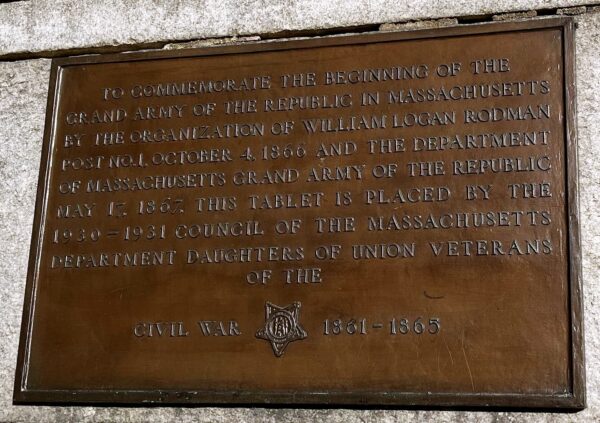 TO COMMEMORATE THE BEGINNING OF THE
GRAND ARMY OF THE REPUBLIC IN MASSACHUSETTS
BY THE ORGANIZATION OF WILLIAM LOGAN RODMAN
POST NO. 1, OCTOBER 4, 1866 AND THE DEPARTMENT
OF MASSACHUSETTS GRAND ARMY OF THE REPUBLIC
MAY 17, 1867. THIS TABLET IS PLACED BY THE
1930 = 1931 COUNCIL OF THE MASSACHUSETTS
DEPARTMENT DAUGHTERS OF UNION VETERANS
OF THE
CIVIL WAR 1861 - 1865